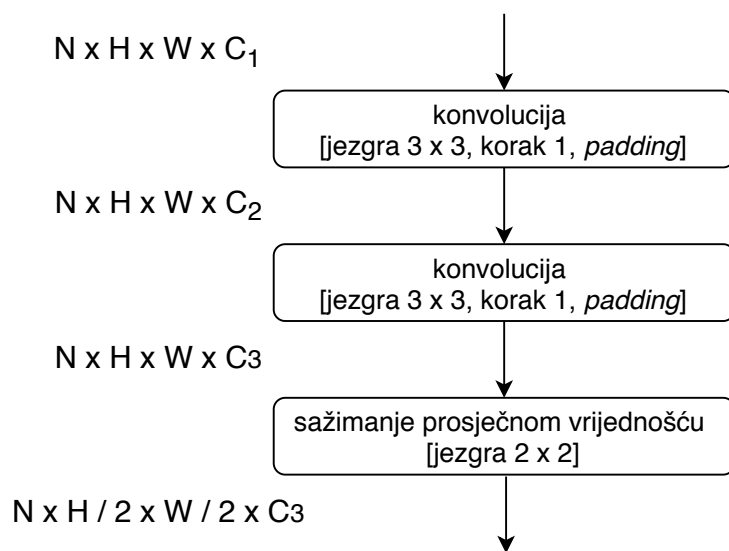 N x H x W x C₁
konvolucija
[jezgra 3 x 3, korak 1, padding]
N x H x W x C₂
konvolucija
[jezgra 3 x 3, korak 1, padding]
N x H x W x C3
sažimanje prosječnom vrijednošću
[jezgra 2 x 2]
N x H / 2 x W / 2 x C3